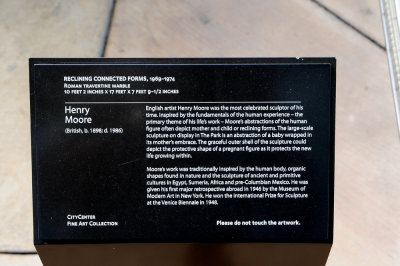 RECLINING CONNECTED FORMS, 1969-1974
ROMAN TRAVERTINE MARBLE
10 FEET 2 INCHES X 17 FEET X 7 FEET 9-1/2 INCHES
Henry
Moore
(British, b. 1898; d. 1986)
English artist Henry Moore was the most celebrated sculptor of his
time. Inspired by the fundamentals of the human experience – the
primary theme of his life's work – Moore's abstractions of the human
figure often depict mother and child or reclining forms. The large-scale
sculpture on display in The Park is an abstraction of a baby wrapped in
its mother's embrace. The graceful outer shell of the sculpture could
depict the protective shape of a pregnant figure as it protects the new
life growing within.
Moore's work was traditionally inspired by the human body, organic
shapes found in nature and the sculpture of ancient and primitive
cultures in Egypt, Sumeria, Africa and pre-Columbian Mexico. He was
given his first major retrospective abroad in 1946 by the Museum of
Modern Art in New York. He won the International Prize for Sculpture
at the Venice Biennale in 1948.
CITYCENTER
FINE ART COLLECTION
Please do not touch the artwork.